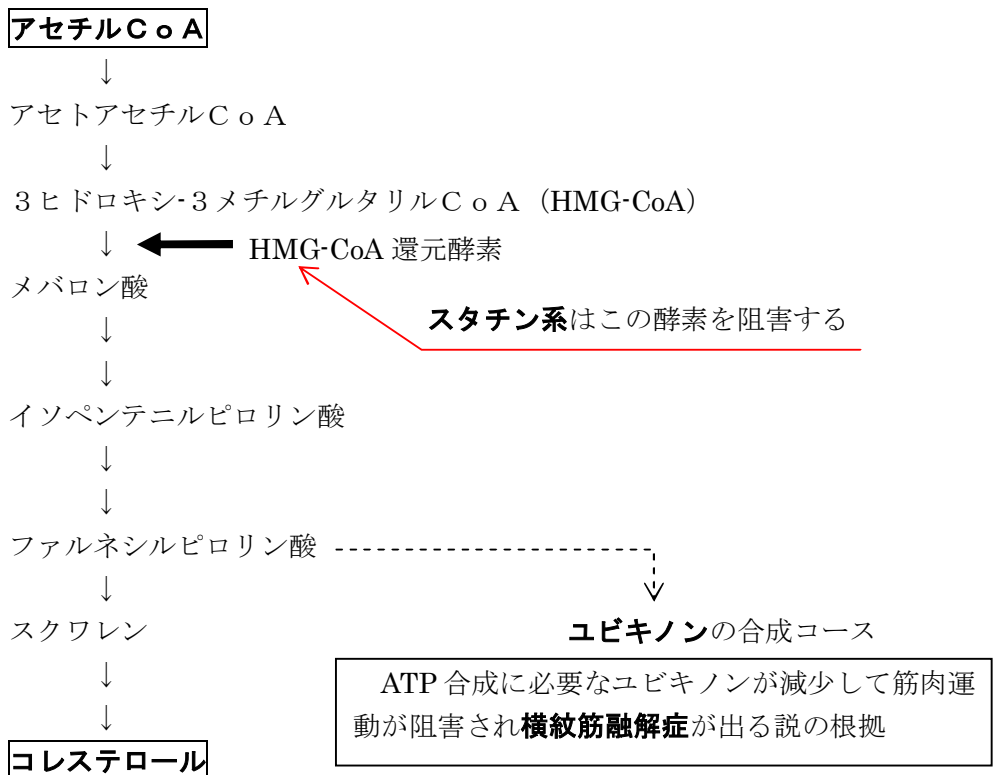 アセチルＣｏＡ
↓
アセトアセチルＣｏＡ
↓
３ヒドロキシ-３メチルグルタリルＣｏＡ (HMG-CoA)
↓ HMG-CoA 還元酵素
メバロン酸
スタチン系はこの酵素を阻害する
↓
↓
イソペンテニルピロリン酸
↓
↓
ファルネシルピロリン酸
↓
スクワレン ユビキノンの合成コース
↓
ATP 合成に必要なユビキノンが減少して筋肉運
動が阻害され横紋筋融解症が出る説の根拠
↓
コレステロール